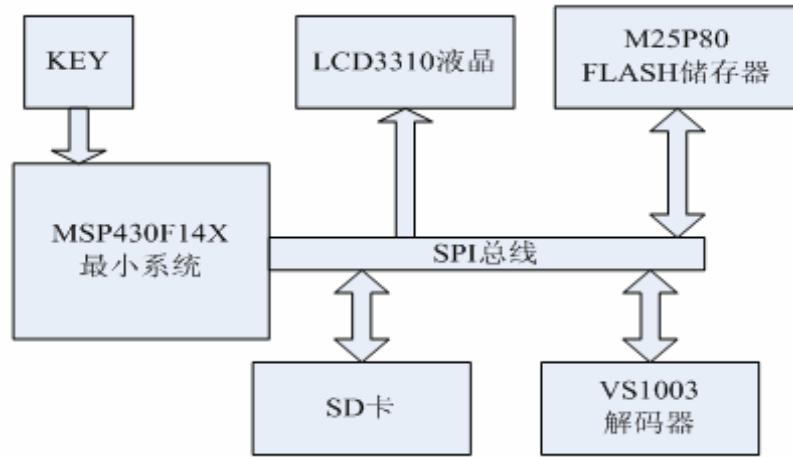 KEY
LCD3310液晶
M25P80
FLASH储存器
MSP430F14X
最小系统
SPI总线
SD卡
VS1003
解码器